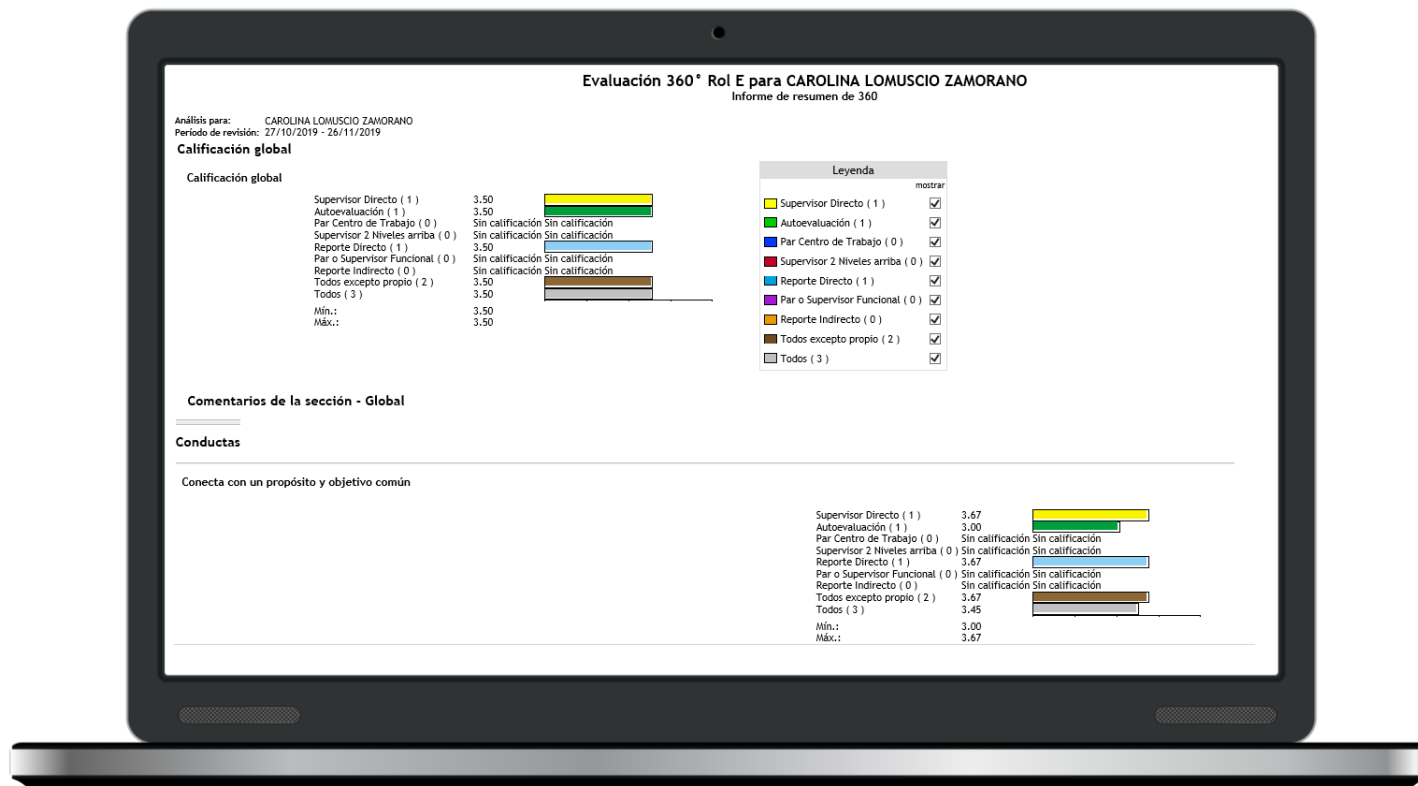 Evaluación 360° Rol E para CAROLINA LOMUSCIO ZAMORANO
Informe de resumen de 360
Análisis para: CAROLINA LOMUSCIO ZAMORANO
Período de revisión: 27/10/2019 - 26/11/2019
Calificación global
Calificación global
Supervisor Directo ( 1 ) 3.50
Autoevaluación ( 1 ) 3.50
Par Centro de Trabajo ( 0 ) Sin calificación Sin calificación
Supervisor 2 Niveles arriba ( 0 ) Sin calificación Sin calificación
Reporte Directo ( 1 ) 3.50
Par o Supervisor Funcional ( 0 ) Sin calificación Sin calificación
Reporte Indirecto ( 0 ) Sin calificación Sin calificación
Todos excepto propio ( 2 ) 3.50
Todos ( 3 ) 3.50
Mín.: 3.50
Máx.: 3.50
Leyenda
mostrar
Supervisor Directo ( 1 )
Autoevaluación ( 1 )
Par Centro de Trabajo ( 0 )
Supervisor 2 Niveles arriba ( 0 )
Reporte Directo ( 1 )
Par o Supervisor Funcional ( 0 )
Reporte Indirecto ( 0 )
Todos excepto propio ( 2 )
Todos ( 3 )
Comentarios de la sección - Global
Conductas
Conecta con un propósito y objetivo común
Supervisor Directo ( 1 ) 3.67
Autoevaluación ( 1 ) 3.00
Par Centro de Trabajo ( 0 ) Sin calificación Sin calificación
Supervisor 2 Niveles arriba ( 0 ) Sin calificación Sin calificación
Reporte Directo ( 1 ) 3.67
Par o Supervisor Funcional ( 0 ) Sin calificación Sin calificación
Reporte Indirecto ( 0 ) Sin calificación Sin calificación
Todos excepto propio ( 2 ) 3.67
Todos ( 3 ) 3.45
Mín.: 3.00
Máx.: 3.67